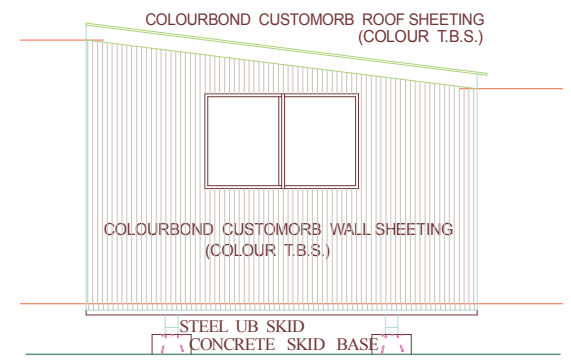 COLOURBOND CUSTOMORB ROOF SHEETING
(COLOUR T.B.S.)
COLOURBOND CUSTOMORB WALL SHEETING
(COLOUR T.B.S.)
STEEL UB SKID
CONCRETE SKID BASE